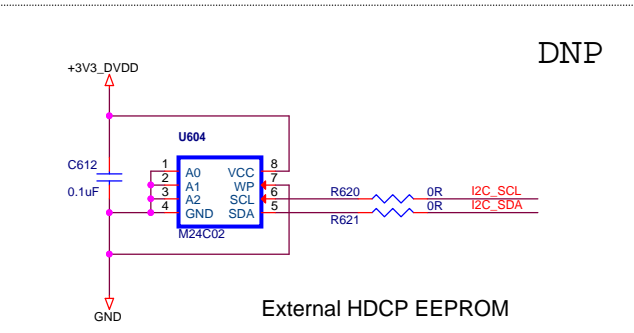 DNP
+3V3_DVDD
U604
C612
0.1uF
1 A0 VCC 8
2 A1 WP 7
3 A2 SCL 6
4 GND SDA 5
M24C02
R620 0R I2C_SCL
R621 0R I2C_SDA
GND
External HDCP EEPROM